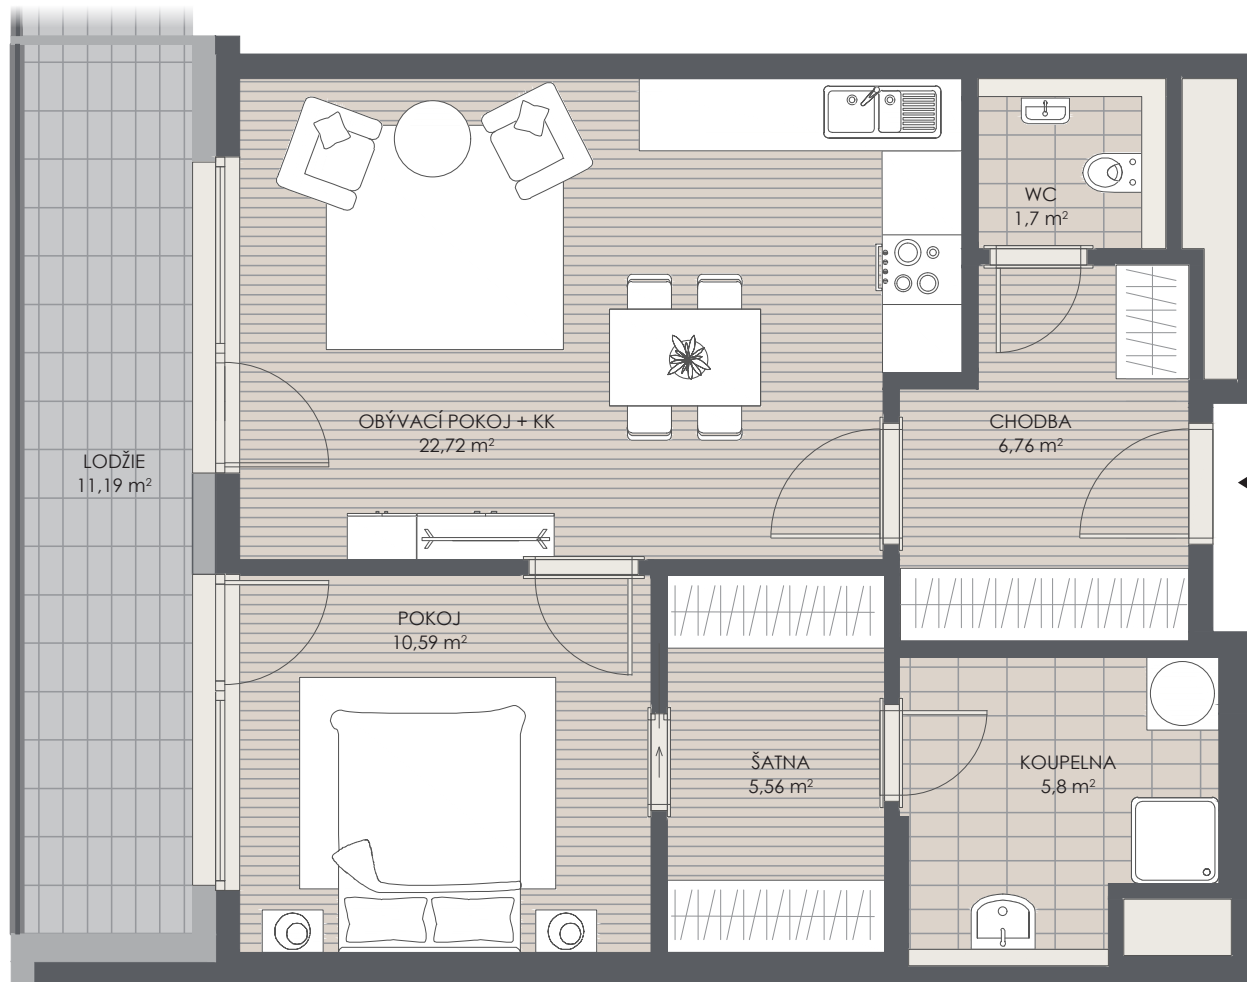 WC
1,7 m²
OBÝVACÍ POKOJ + KK
22,72 m²
CHODBA
6,76 m²
LODŽIE
11,19 m²
POKOJ
10,59 m²
ŠATNA
5,56 m²
KOUPELNA
5,8 m²